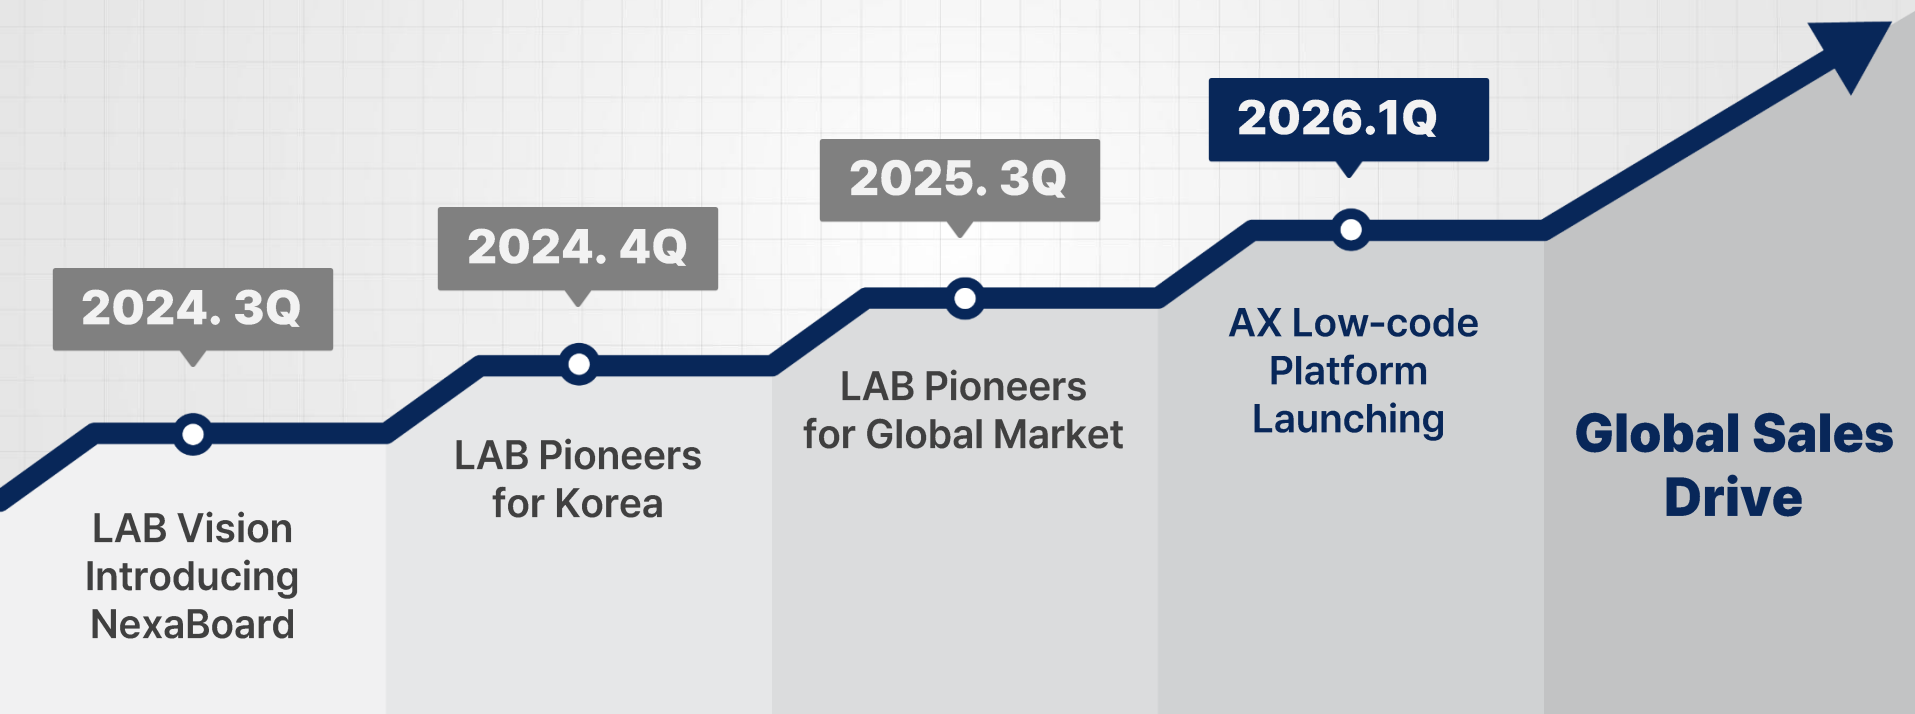 2024. 3Q
LAB Vision
Introducing
NexaBoard
2024. 4Q
LAB Pioneers
for Korea
2025. 3Q
LAB Pioneers
for Global Market
2026.1Q
AX Low-code
Platform
Launching
Global Sales
Drive